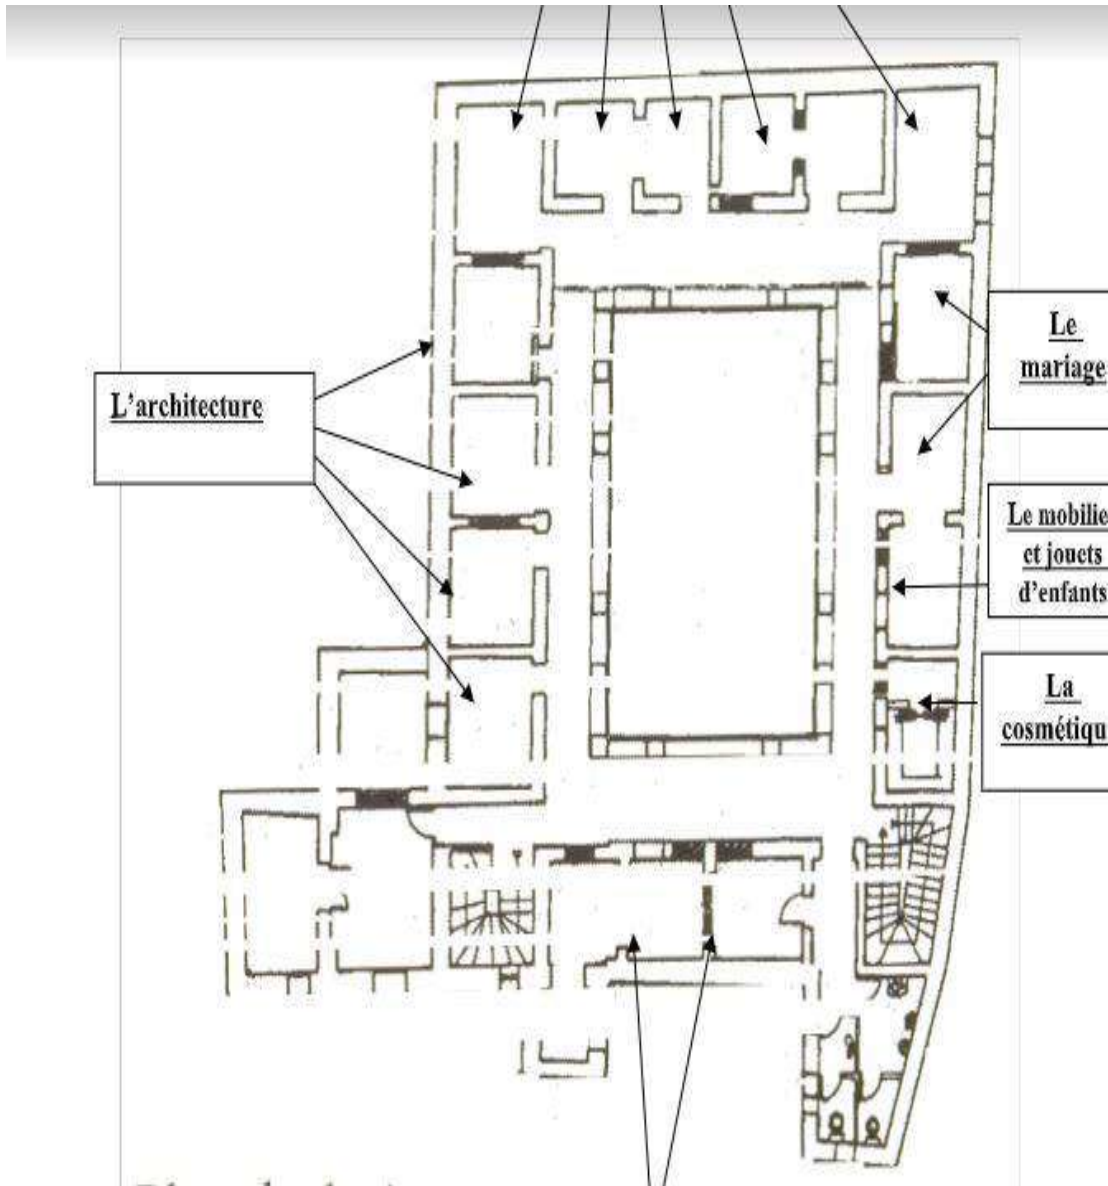 L'architecture
Le
mariage
Le mobilie
et jouets
d'enfants
La
cosmétiqu